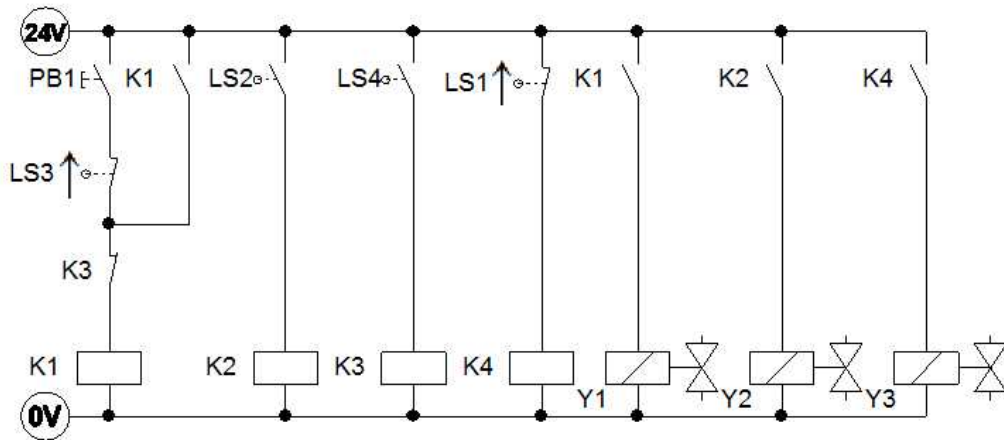 24V
PB1 K1 LS2 LS4 LS1 K1 K2 K4
LS3
K3
K1 K2 K3 K4
Y1 Y2 Y3
0V